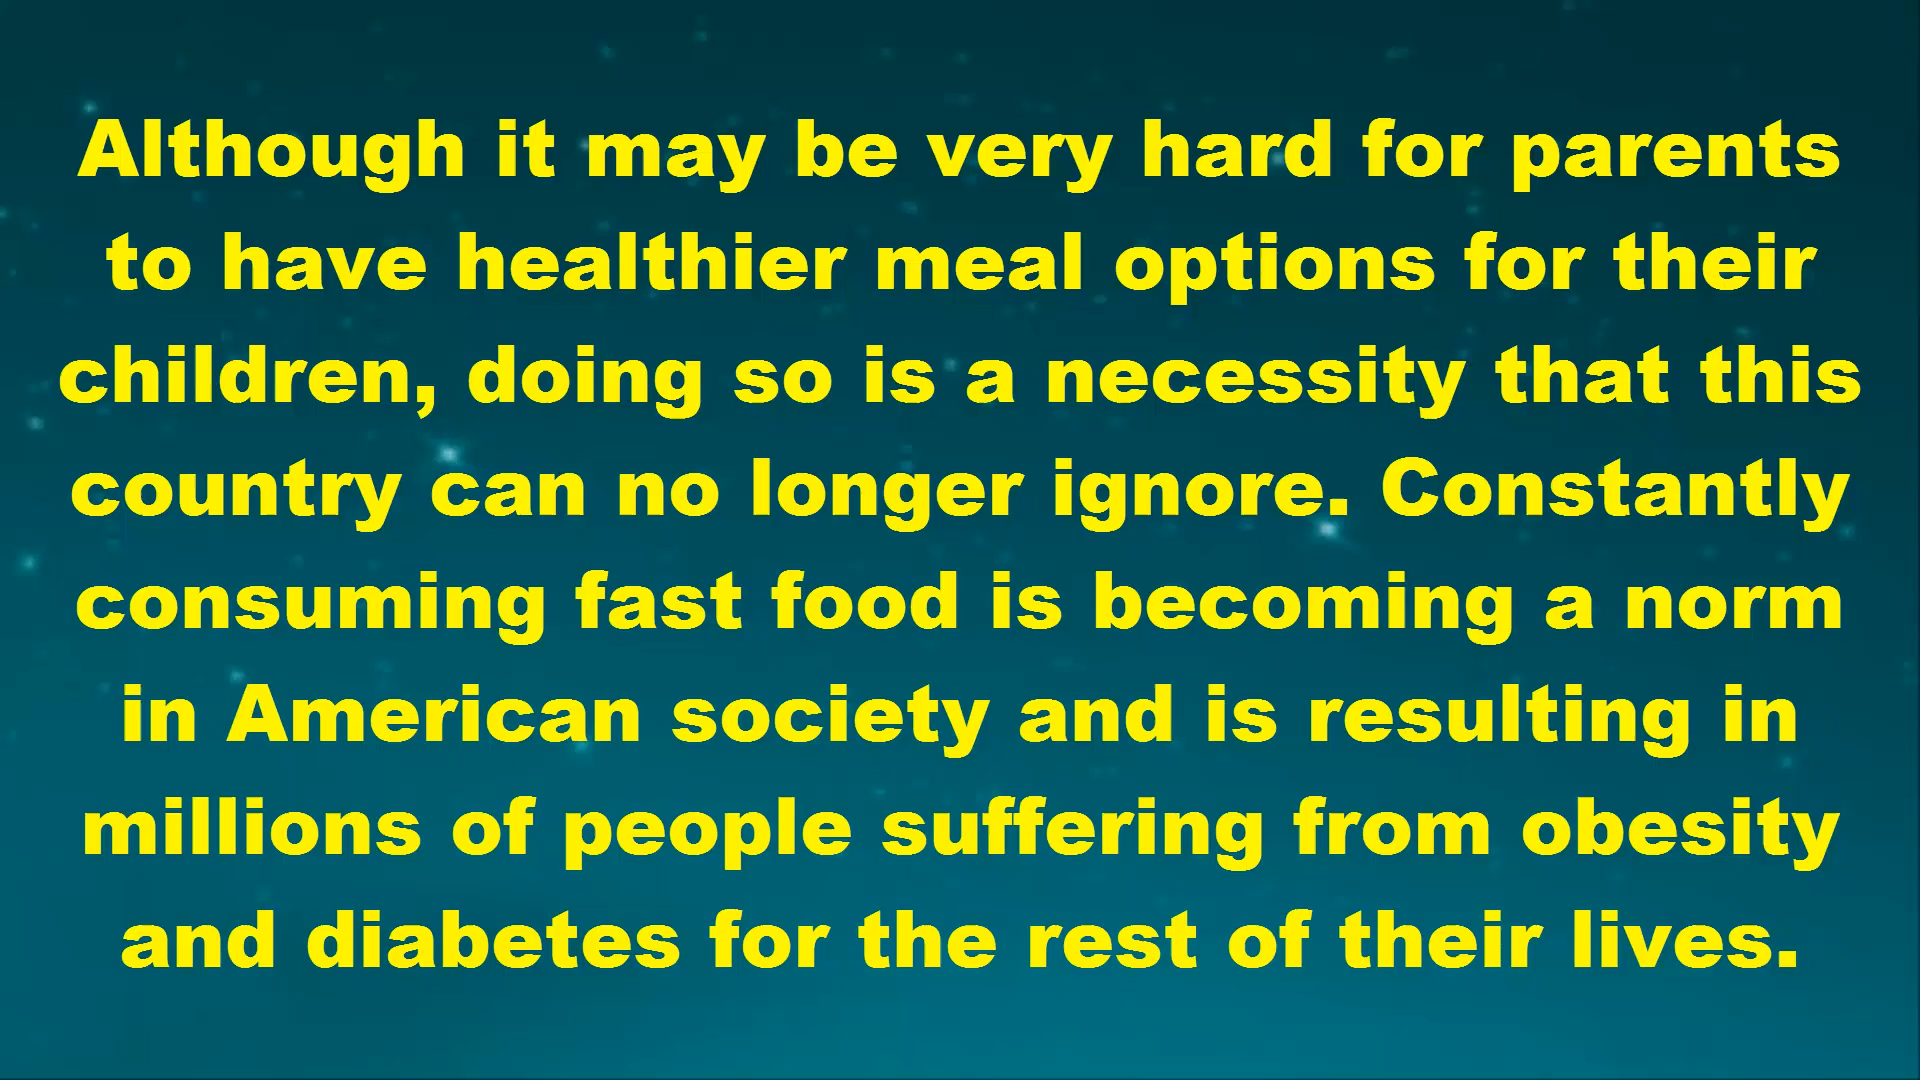 Although it may be very hard for parents
to have healthier meal options for their
children, doing so is a necessity that this
country can no longer ignore. Constantly
consuming fast food is becoming a norm
in American society and is resulting in
millions of people suffering from obesity
and diabetes for the rest of their lives.